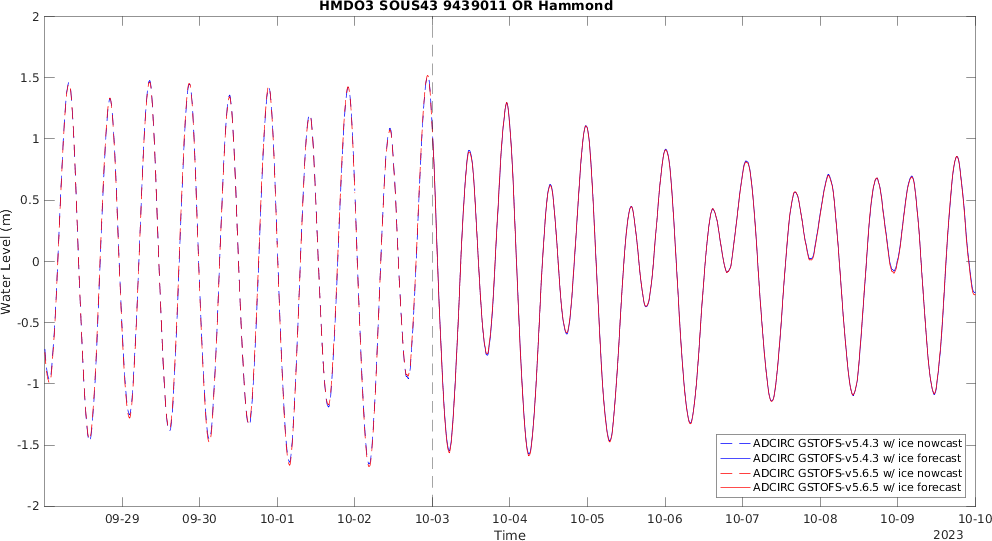 HMDO3 SOUS43 9439011 OR Hammond
Water Level (m)
2
1.5
1
0.5
0
-0.5
-1
-1.5
-2
ADCIRC GSTOFS-v5.4.3 w/ ice nowcast
ADCIRC GSTOFS-v5.4.3 w/ ice forecast
ADCIRC GSTOFS-v5.6.5 w/ ice nowcast
ADCIRC GSTOFS-v5.6.5 w/ ice forecast
09-29 09-30 10-01 10-02 10-03 10-04 10-05 10-06 10-07 10-08 10-09 10-10
Time
2023